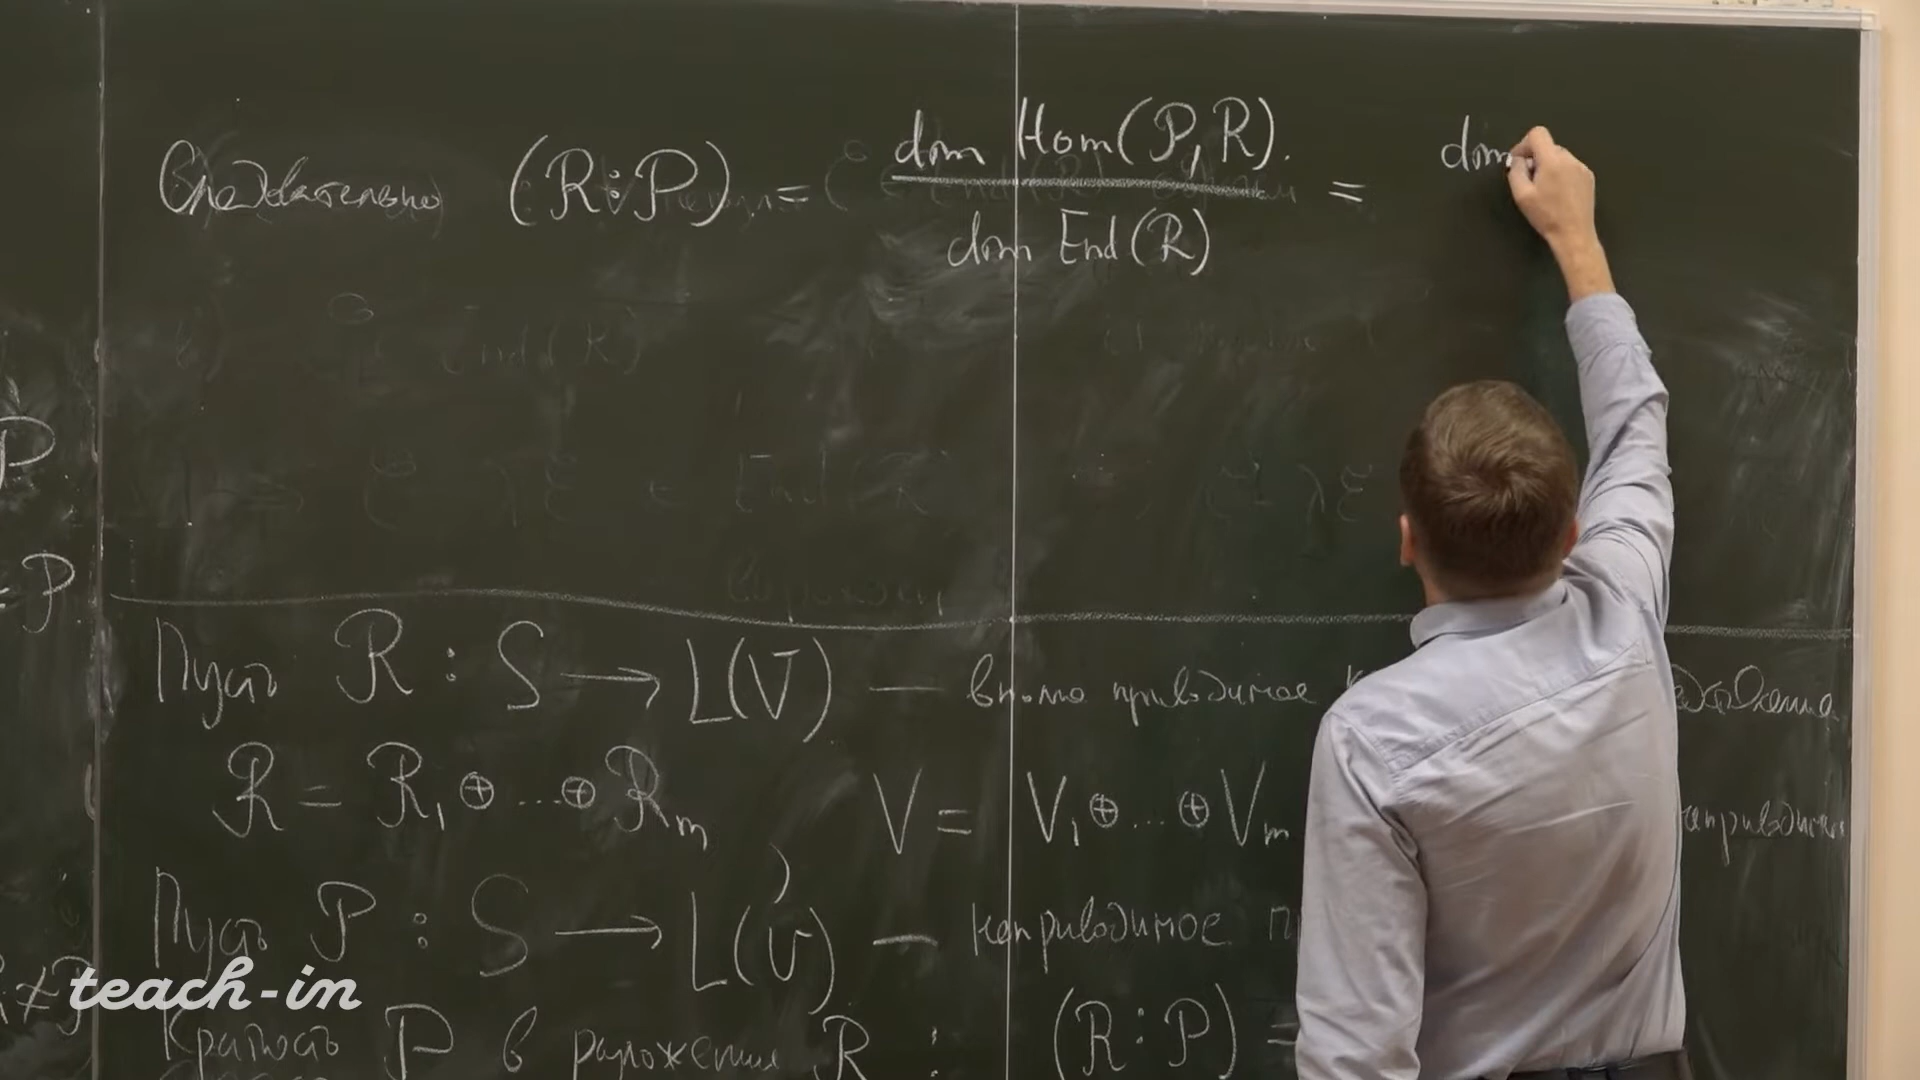 Следовательно (R:P) = dim Hom(P,R). / dim End(R) = dim
Пусть R : S → L(V) — вполне приводимое
R = R₁ ⊕ ... ⊕ Rₘ, V = V₁ ⊕ ... ⊕ Vₘ
Пусть P : S → L(U) — неприводимое
Кратность P в разложении R : (R:P) =
P
= P
≠ P
teach-in